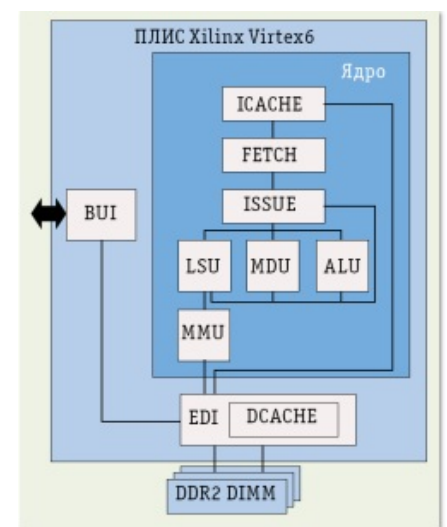 ПЛИС Xilinx Virtex6
Ядро
ICACHE
FETCH
ISSUE
BUI
LSU MDU ALU
MMU
EDI DCACHE
DDR2 DIMM